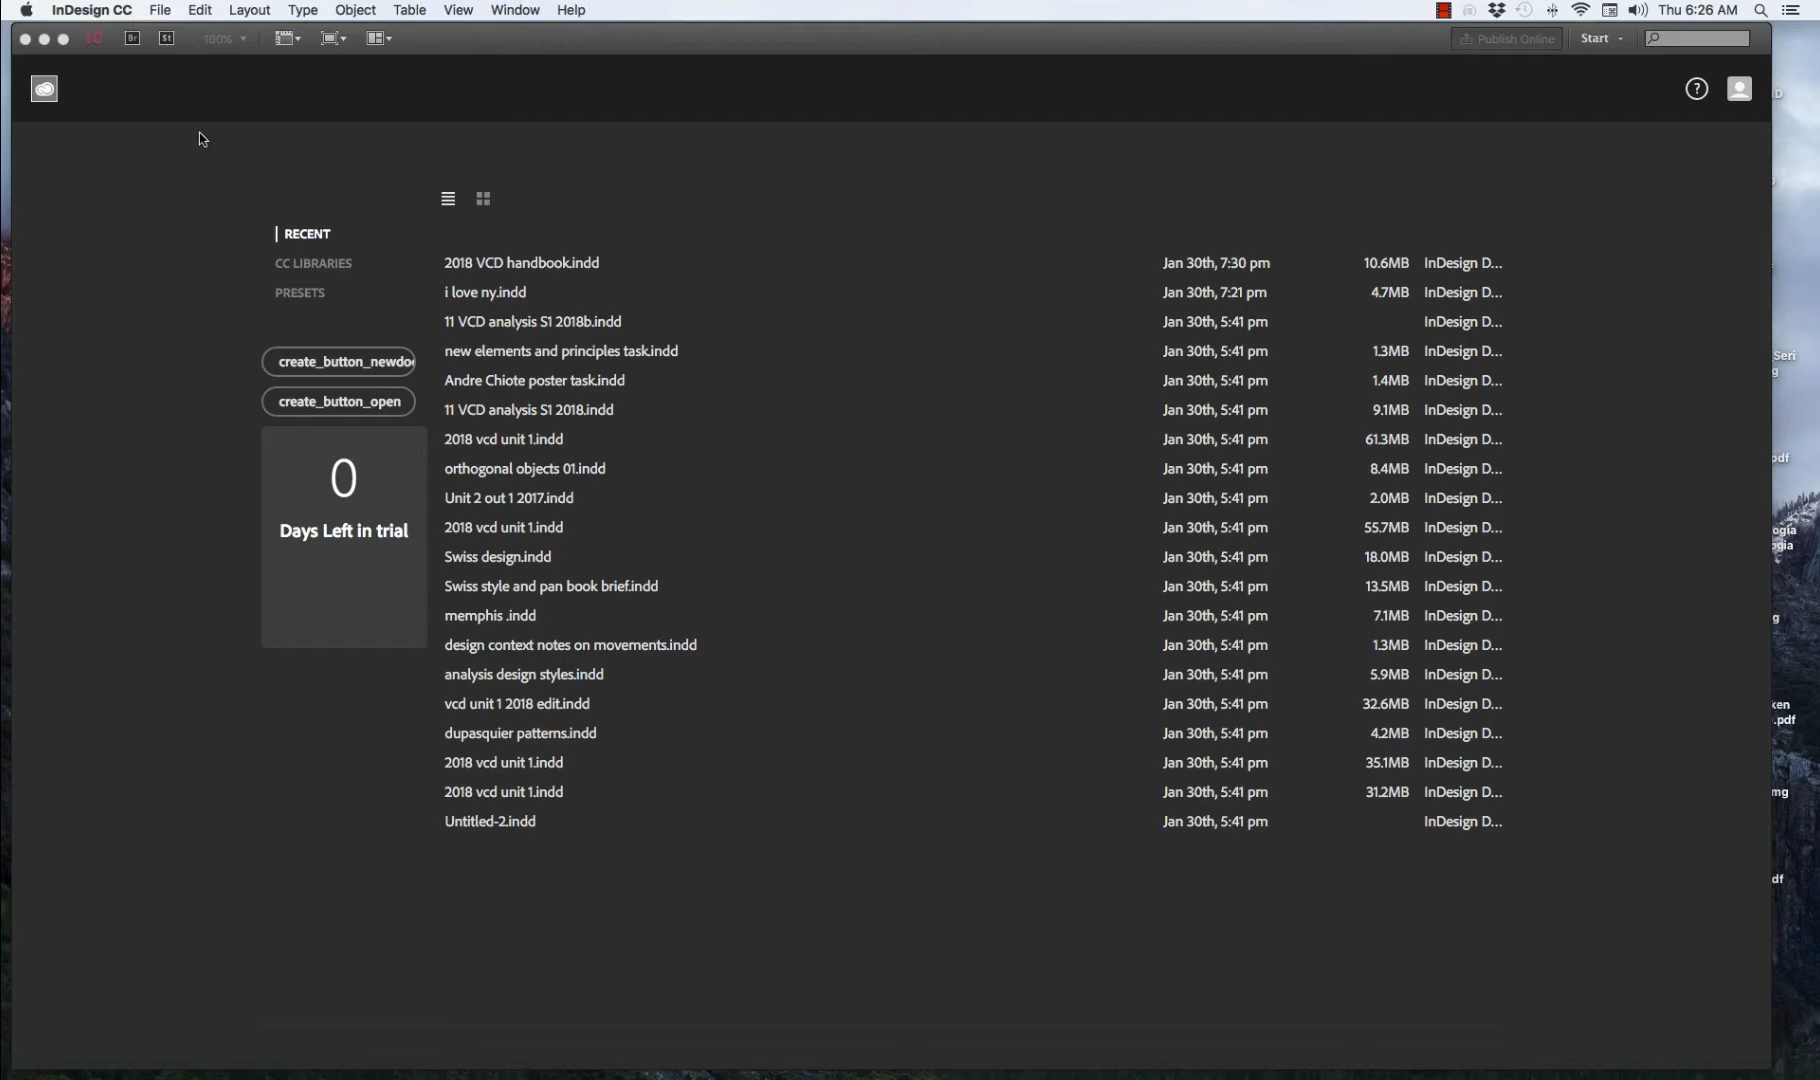 InDesign CC File Edit Layout Type Object Table View Window Help Thu 6:26 AM
Id Br St 100% Publish Online Start
?
RECENT
CC LIBRARIES
PRESETS
create_button_newdo
create_button_open
0
Days Left in trial
2018 VCD handbook.indd Jan 30th, 7:30 pm 10.6MB InDesign D...
i love ny.indd Jan 30th, 7:21 pm 4.7MB InDesign D...
11 VCD analysis S1 2018b.indd Jan 30th, 5:41 pm InDesign D...
new elements and principles task.indd Jan 30th, 5:41 pm 1.3MB InDesign D...
Andre Chiote poster task.indd Jan 30th, 5:41 pm 1.4MB InDesign D...
11 VCD analysis S1 2018.indd Jan 30th, 5:41 pm 9.1MB InDesign D...
2018 vcd unit 1.indd Jan 30th, 5:41 pm 61.3MB InDesign D...
orthogonal objects 01.indd Jan 30th, 5:41 pm 8.4MB InDesign D...
Unit 2 out 1 2017.indd Jan 30th, 5:41 pm 2.0MB InDesign D...
2018 vcd unit 1.indd Jan 30th, 5:41 pm 55.7MB InDesign D...
Swiss design.indd Jan 30th, 5:41 pm 18.0MB InDesign D...
Swiss style and pan book brief.indd Jan 30th, 5:41 pm 13.5MB InDesign D...
memphis .indd Jan 30th, 5:41 pm 7.1MB InDesign D...
design context notes on movements.indd Jan 30th, 5:41 pm 1.3MB InDesign D...
analysis design styles.indd Jan 30th, 5:41 pm 5.9MB InDesign D...
vcd unit 1 2018 edit.indd Jan 30th, 5:41 pm 32.6MB InDesign D...
dupasquier patterns.indd Jan 30th, 5:41 pm 4.2MB InDesign D...
2018 vcd unit 1.indd Jan 30th, 5:41 pm 35.1MB InDesign D...
2018 vcd unit 1.indd Jan 30th, 5:41 pm 31.2MB InDesign D...
Untitled-2.indd Jan 30th, 5:41 pm InDesign D...
Seri
g
pdf
ogía
ogia
g
ken
.pdf
mg
df